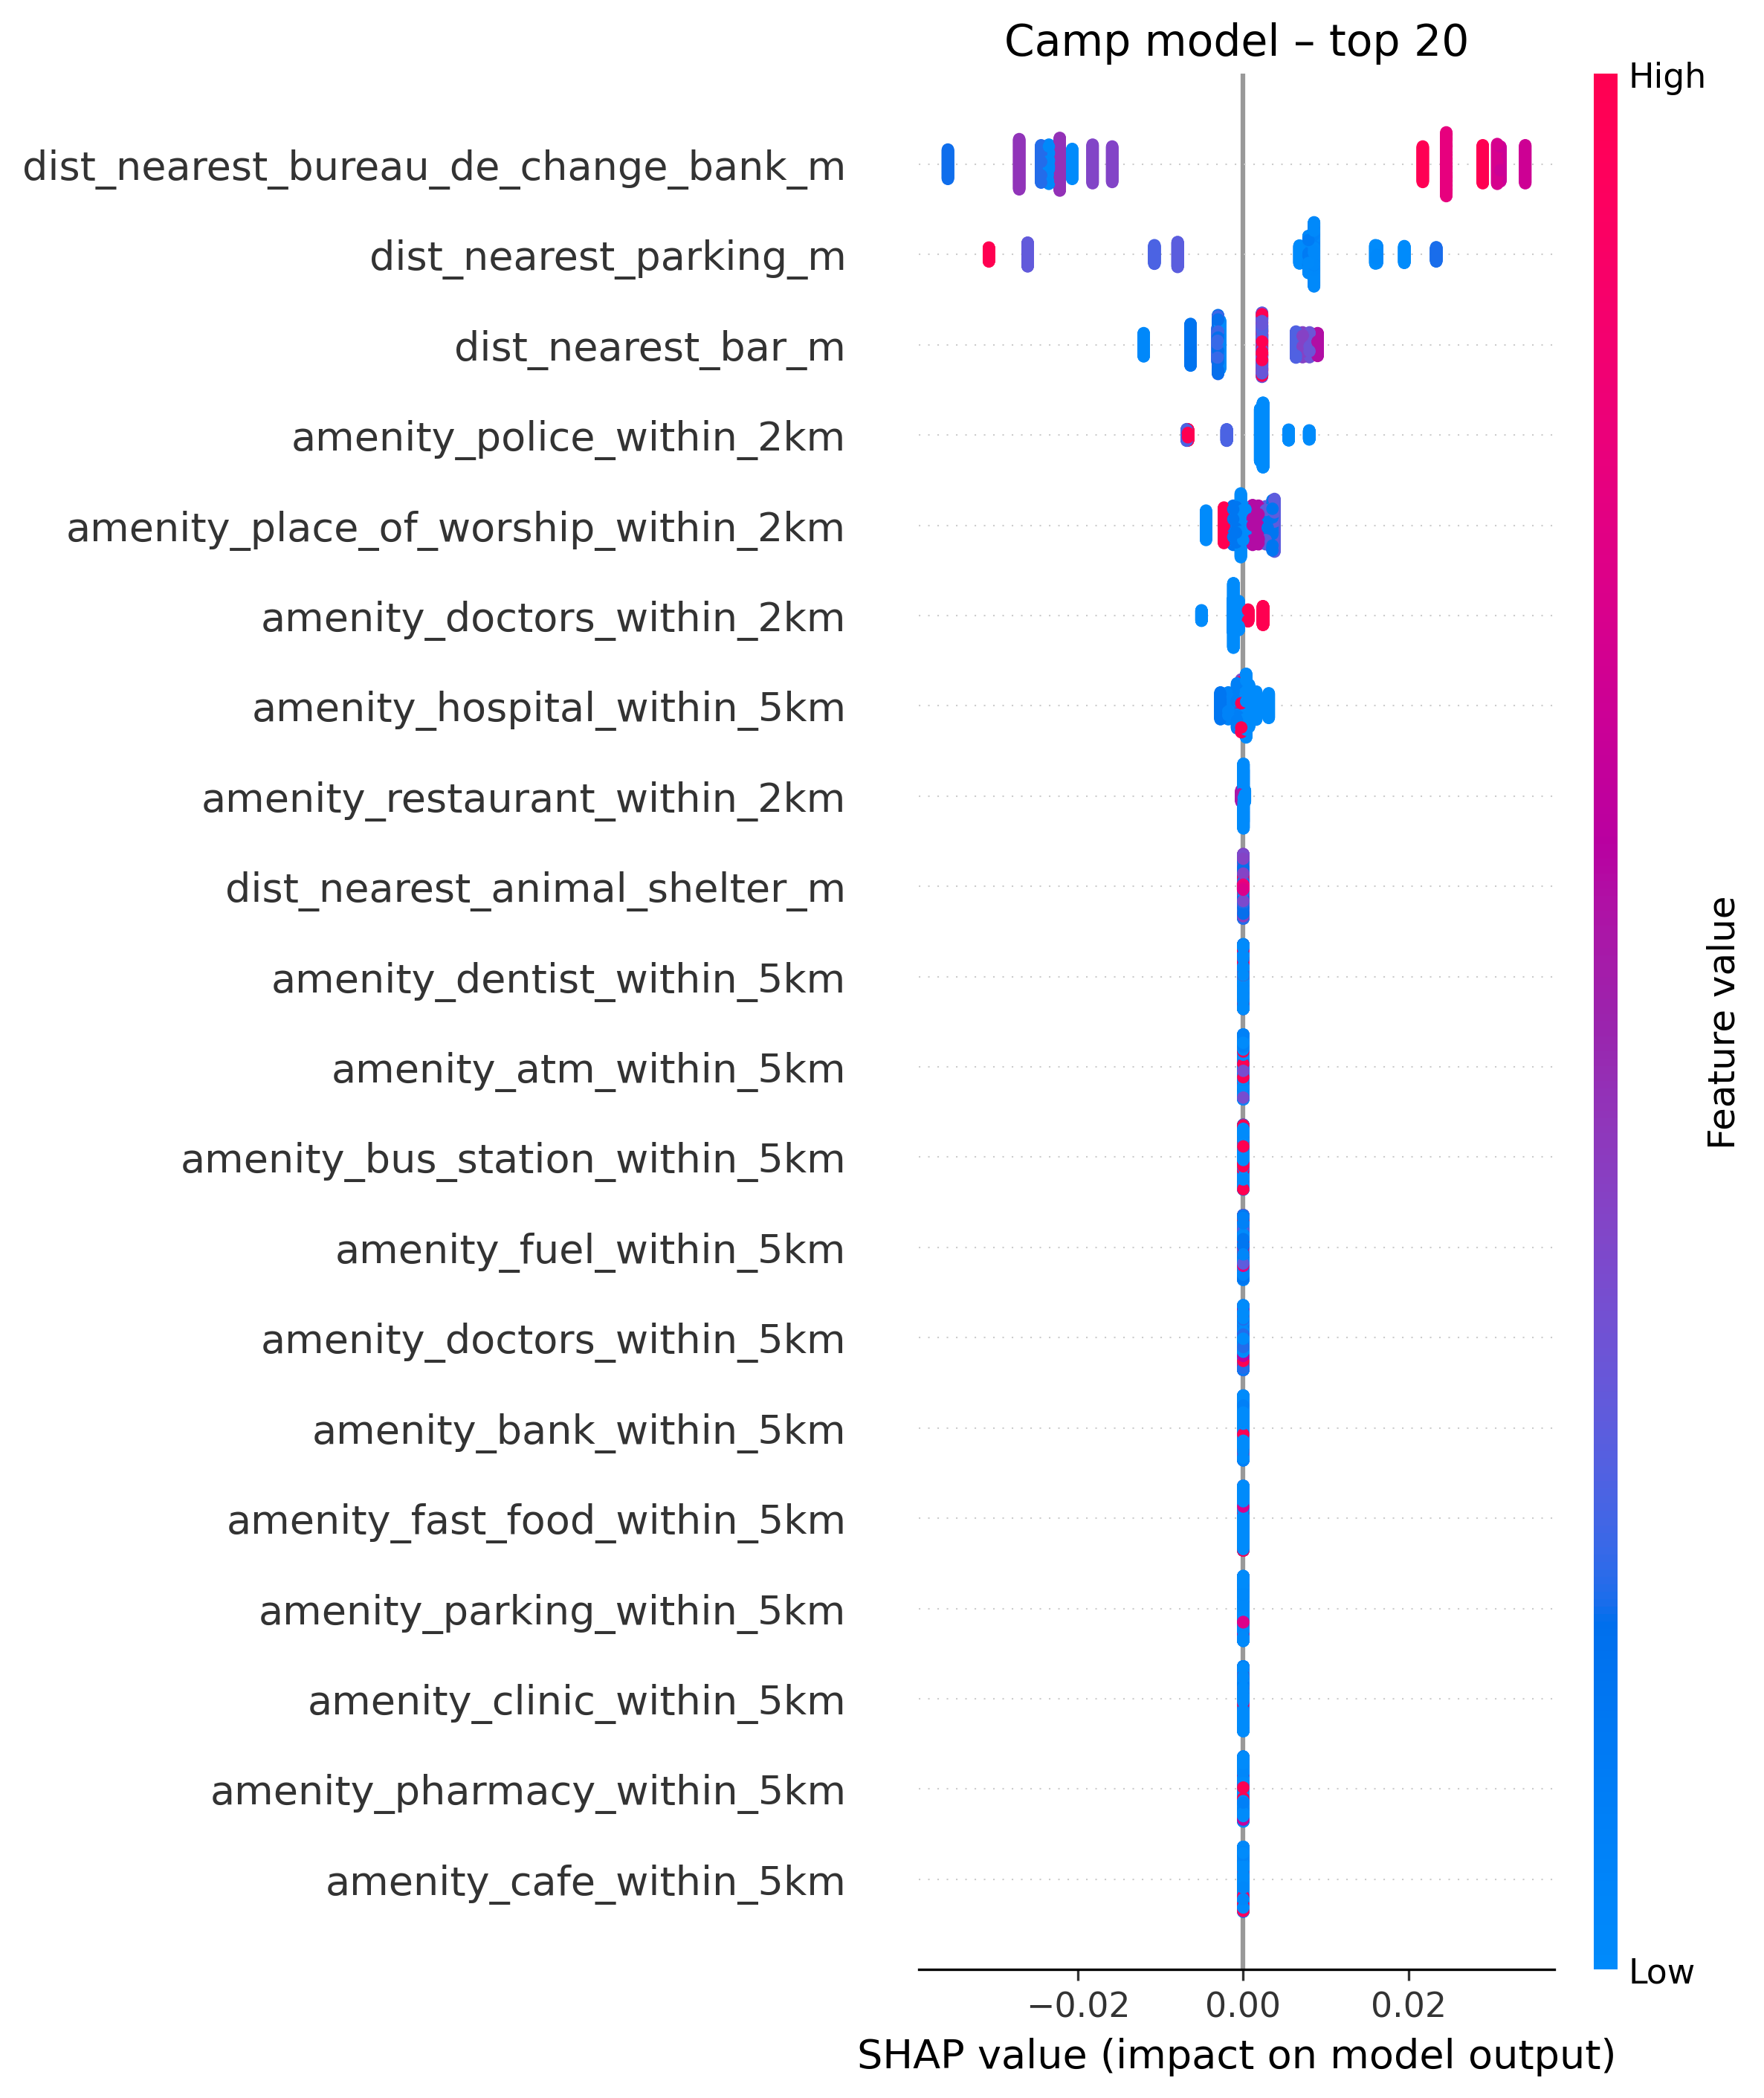 Camp model – top 20
High
dist_nearest_bureau_de_change_bank_m
dist_nearest_parking_m
dist_nearest_bar_m
amenity_police_within_2km
amenity_place_of_worship_within_2km
amenity_doctors_within_2km
amenity_hospital_within_5km
amenity_restaurant_within_2km
dist_nearest_animal_shelter_m
amenity_dentist_within_5km
amenity_atm_within_5km
amenity_bus_station_within_5km
amenity_fuel_within_5km
amenity_doctors_within_5km
amenity_bank_within_5km
amenity_fast_food_within_5km
amenity_parking_within_5km
amenity_clinic_within_5km
amenity_pharmacy_within_5km
amenity_cafe_within_5km
Feature value
Low
−0.02 0.00 0.02
SHAP value (impact on model output)